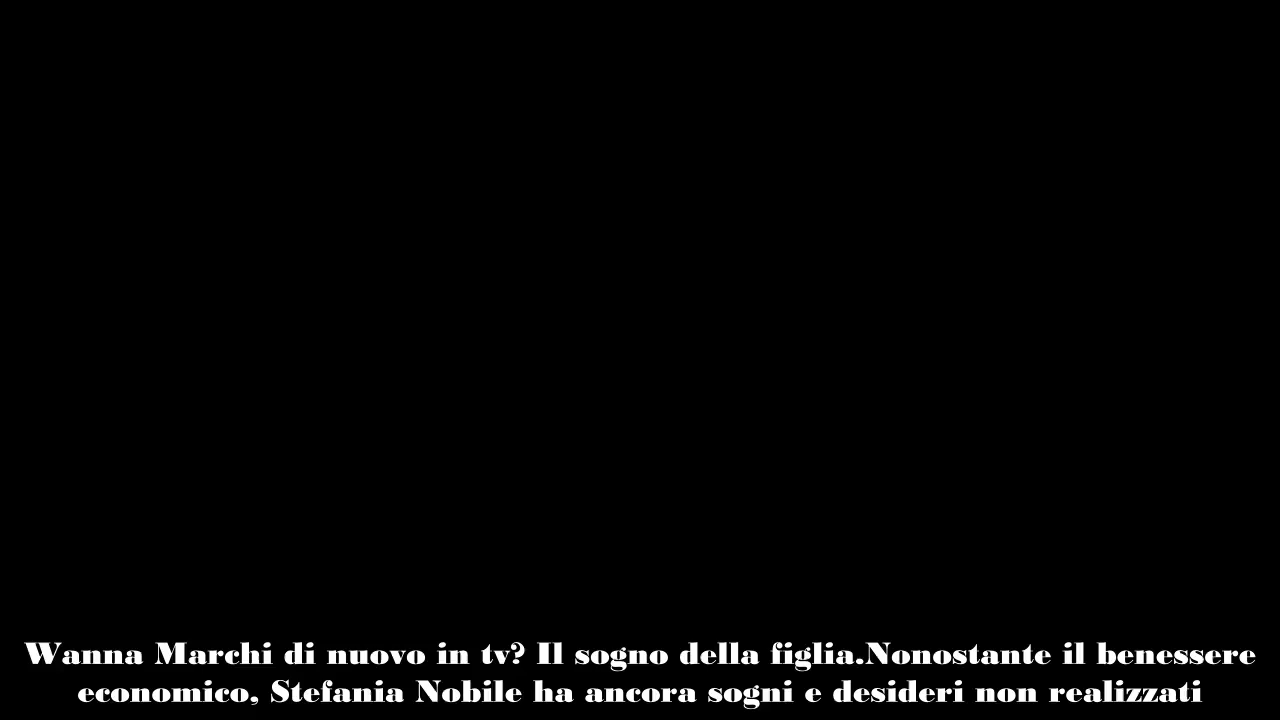 Wanna Marchi di nuovo in tv? Il sogno della figlia.Nonostante il benessere
economico, Stefania Nobile ha ancora sogni e desideri non realizzati